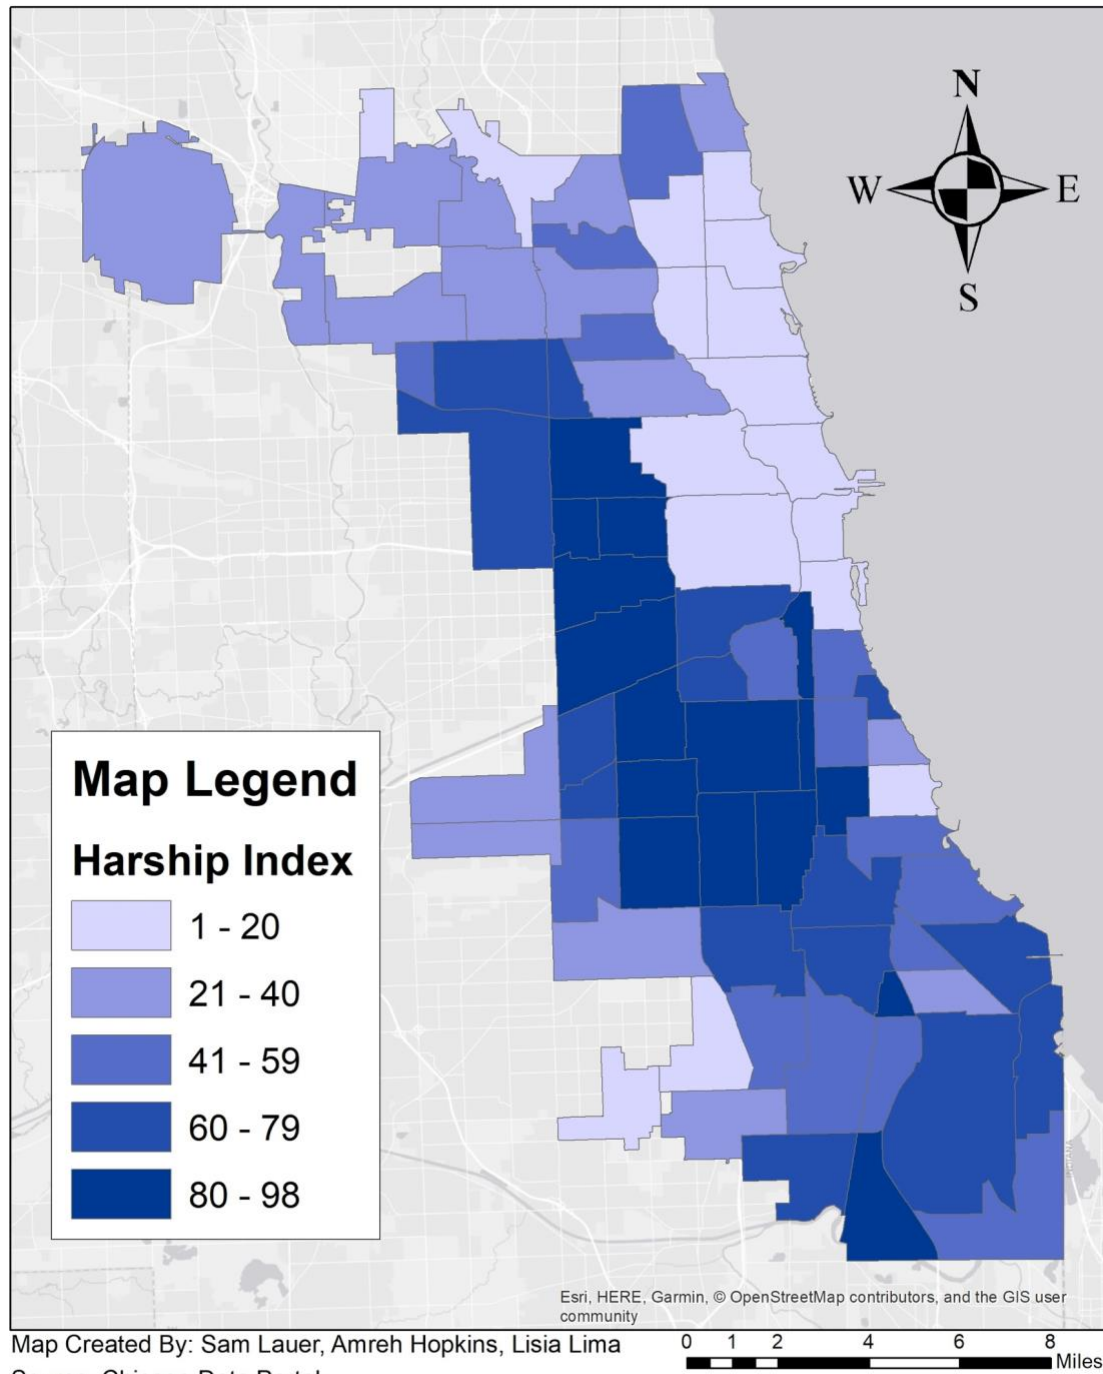 N
W
E
S
Map Legend
Harship Index
1 - 20
21 - 40
41 - 59
60 - 79
80 - 98
Esri, HERE, Garmin, © OpenStreetMap contributors, and the GIS user
community
Map Created By: Sam Lauer, Amreh Hopkins, Lisia Lima
0 1 2 4 6 8
Miles